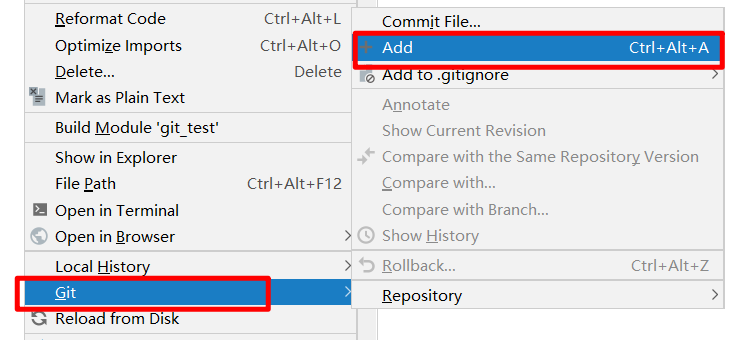 Reformat Code Ctrl+Alt+L
Optimize Imports Ctrl+Alt+O
Delete... Delete
Mark as Plain Text
Build Module 'git_test'
Show in Explorer
File Path Ctrl+Alt+F12
Open in Terminal
Open in Browser
Local History
Git
Reload from Disk
Commit File...
Add Ctrl+Alt+A
Add to .gitignore
Annotate
Show Current Revision
Compare with the Same Repository Version
Compare with...
Compare with Branch...
Show History
Rollback... Ctrl+Alt+Z
Repository